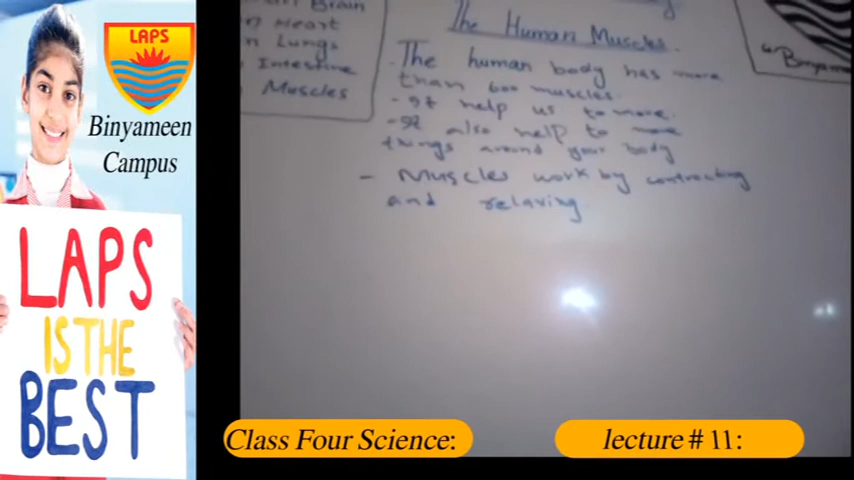 LAPS
Binyameen
Campus
LAPS
IS THE
BEST
Brain
Heart
Lungs
Intestine
Muscles
The Human Muscles.
The human body has more
than 600 muscles.
- It help us to move.
- It also help to move
things around your body
- Muscles work by contracting
and relaxing
Binyameen
Class Four Science:
lecture # 11: